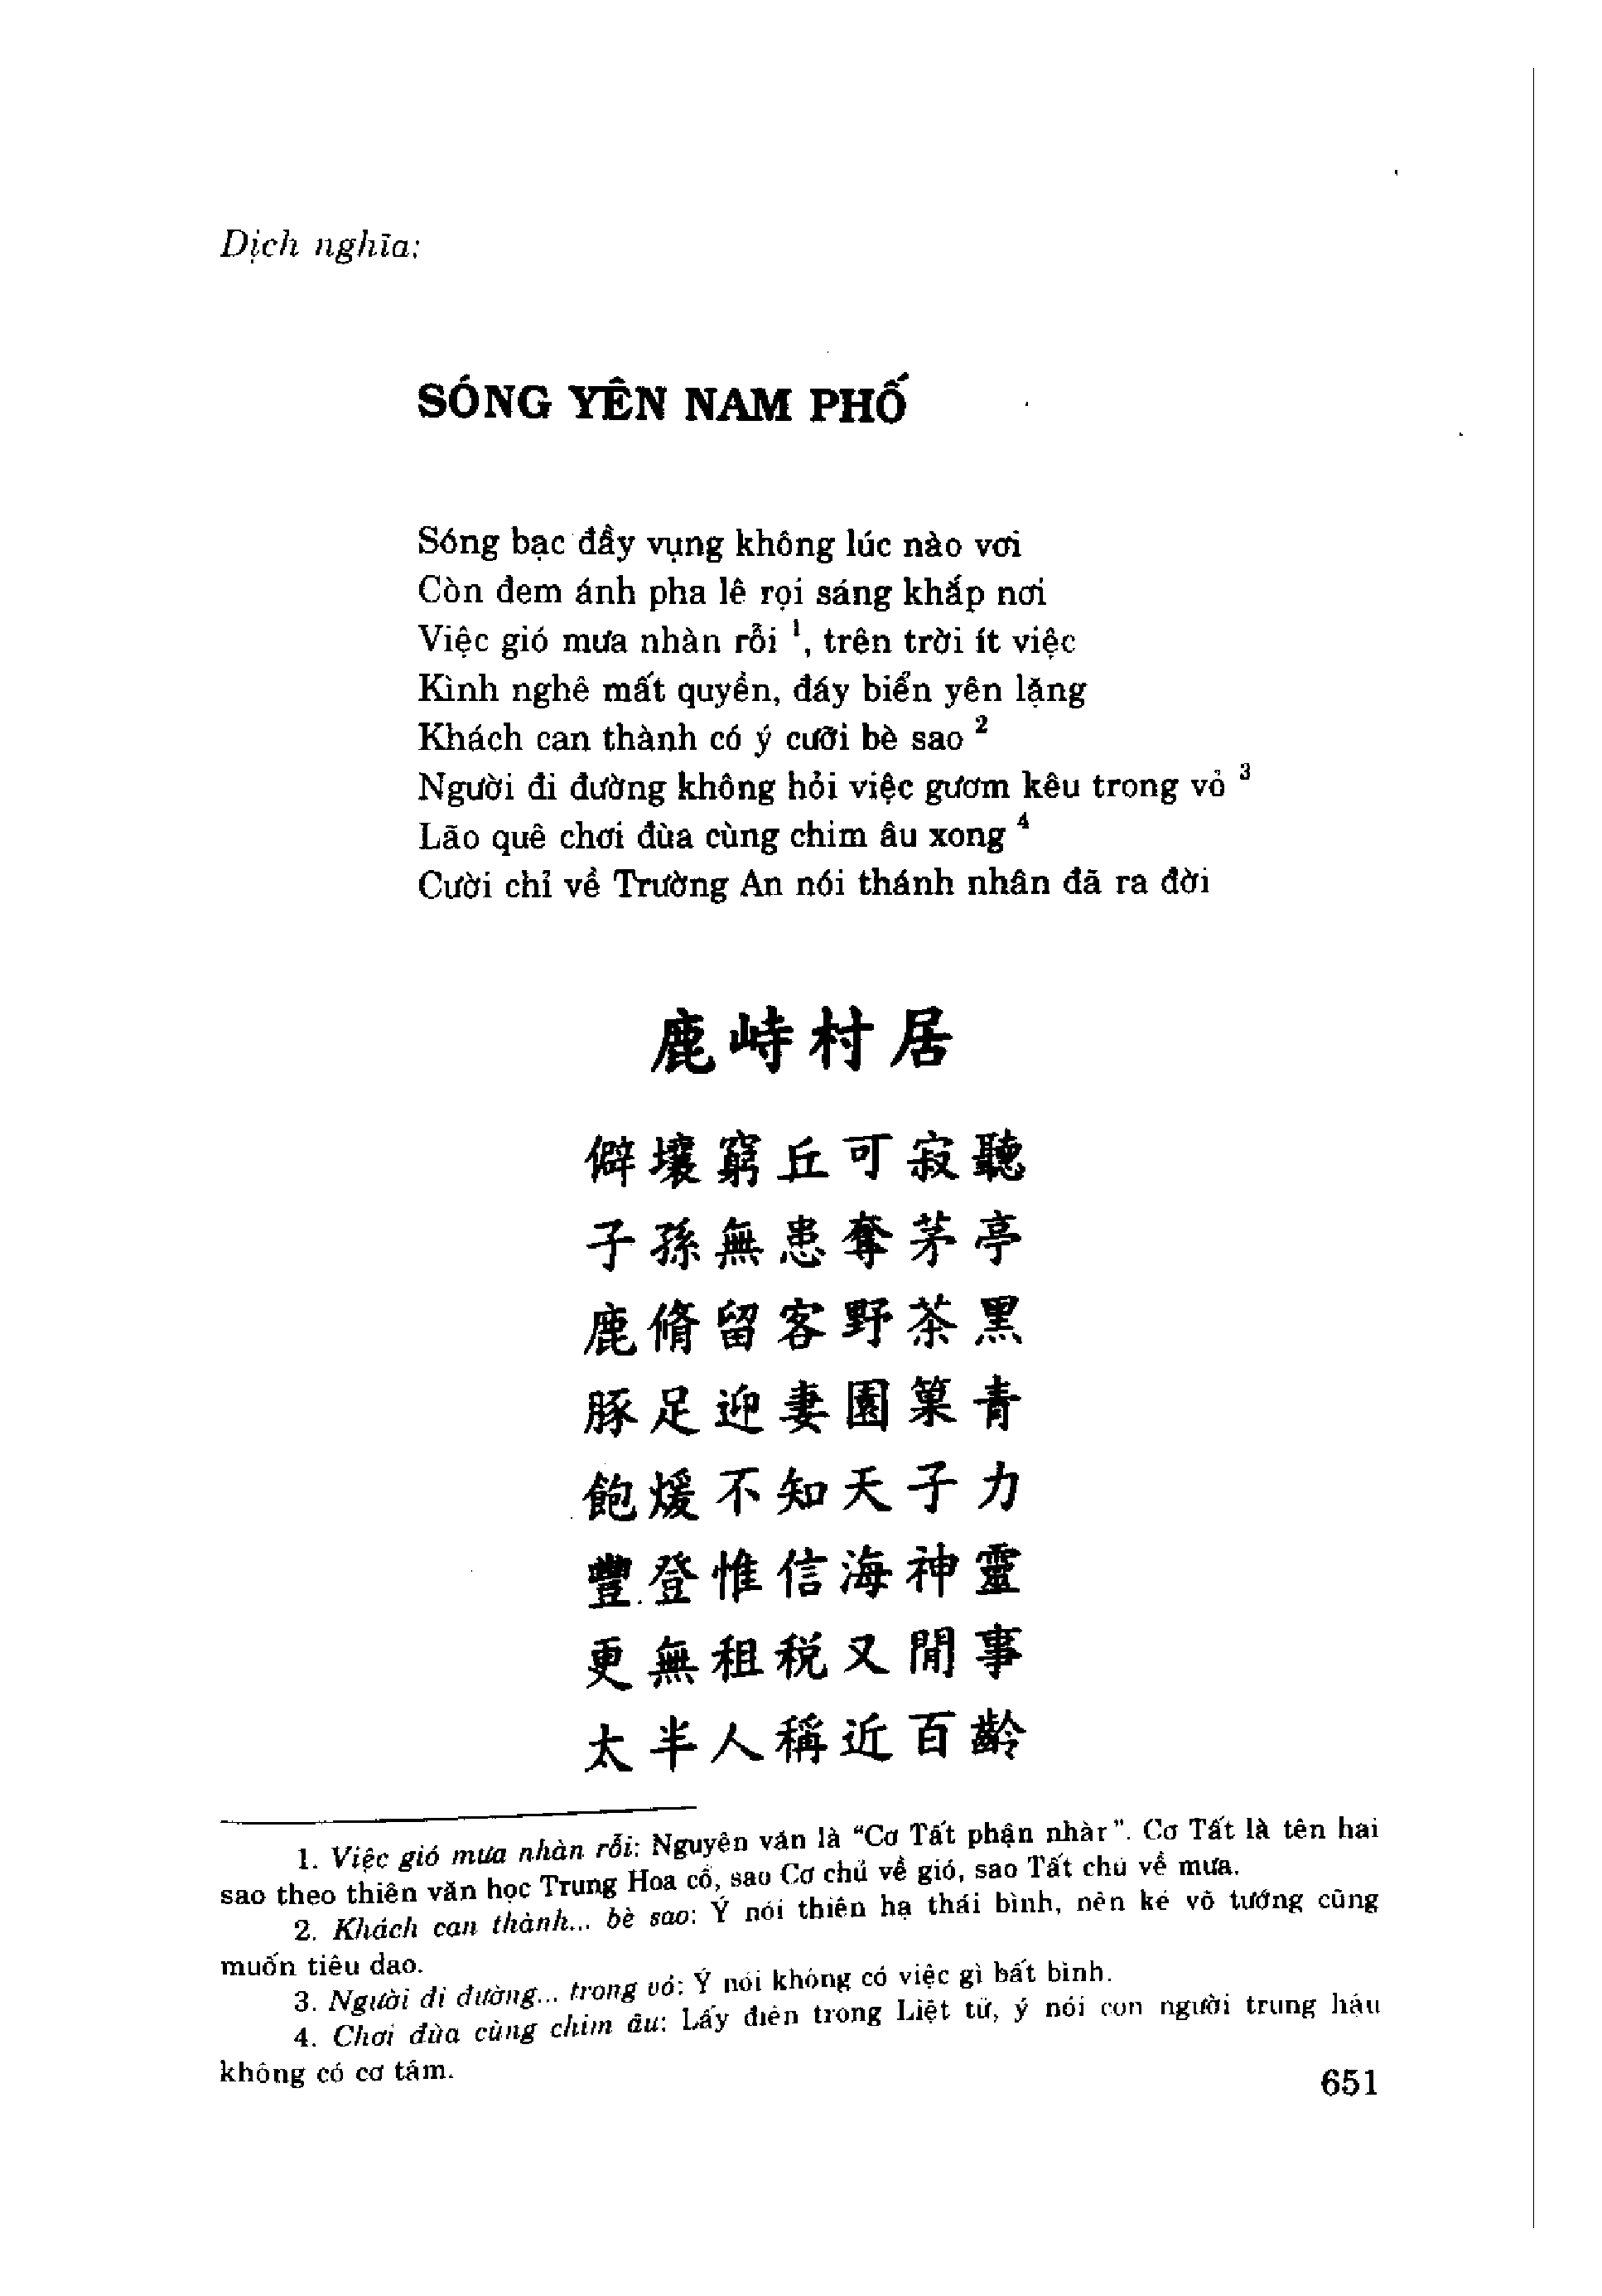 Dịch nghĩa:
SÓNG YÊN NAM PHỐ
Sóng bạc đầy vụng không lúc nào vơi
Còn đem ánh pha lê rọi sáng khắp nơi
Việc gió mưa nhàn rỗi ¹, trên trời ít việc
Kình nghê mất quyền, đáy biển yên lặng
Khách can thành có ý cưỡi bè sao ²
Người đi đường không hỏi việc gươm kêu trong vỏ ³
Lão quê chơi đùa cùng chim âu xong ⁴
Cười chỉ về Trường An nói thánh nhân đã ra đời
鹿峙村居
僻壤窮丘可寂聽
子孫無患奪茅亭
鹿脩留客野茶黑
豚足迎妻園菓青
飽煖不知天子力
豐登惟信海神靈
更無租税又閒事
太半人稱近百齡
1. Việc gió mưa nhàn rỗi: Nguyên văn là "Cơ Tất phận nhàn". Cơ Tất là tên hai
sao theo thiên văn học Trung Hoa cổ, sao Cơ chủ về gió, sao Tất chủ về mưa.
2. Khách can thành... bè sao: Ý nói thiên hạ thái bình, nên kẻ võ tướng cũng
muốn tiêu dao.
3. Người đi đường... trong vỏ: Ý nói không có việc gì bất bình.
4. Chơi đùa cùng chim âu: Lấy điển trong Liệt tử, ý nói con người trung hậu
không có cơ tâm.
651